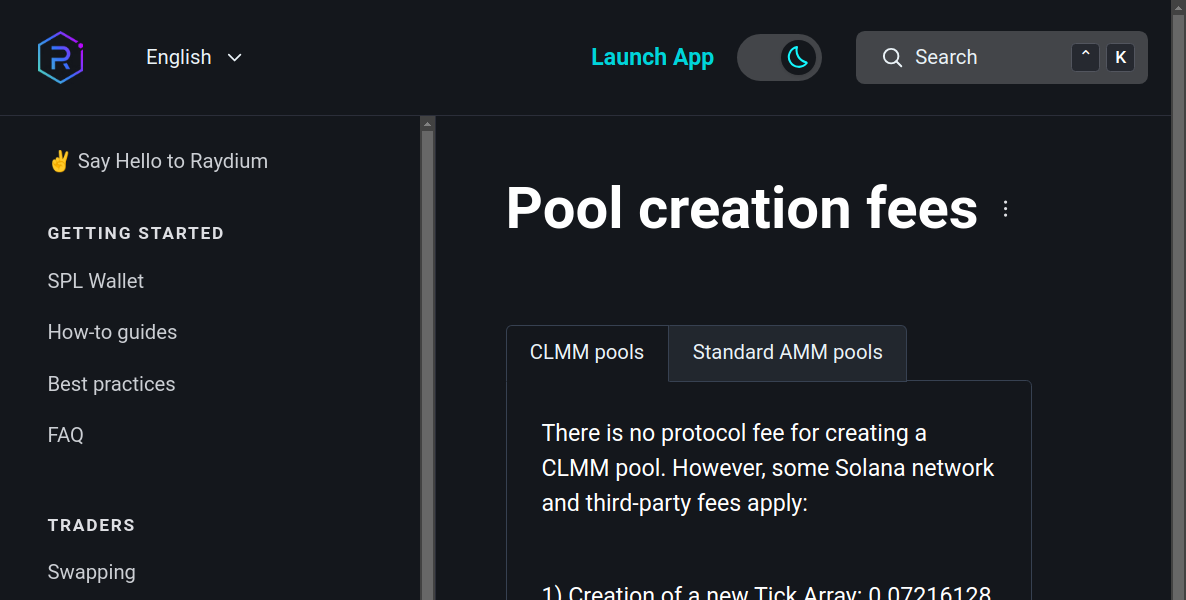 English
Launch App
Search
^ K
✌️ Say Hello to Raydium
GETTING STARTED
SPL Wallet
How-to guides
Best practices
FAQ
TRADERS
Swapping
Pool creation fees
CLMM pools
Standard AMM pools
There is no protocol fee for creating a
CLMM pool. However, some Solana network
and third-party fees apply:
1) Creation of a new Tick Array: 0.07216128